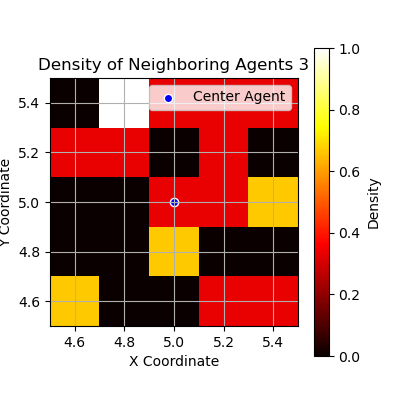 Density of Neighboring Agents 3
Center Agent
5.4
5.2
5.0
4.8
4.6
4.6 4.8 5.0 5.2 5.4
X Coordinate
Y Coordinate
1.0
0.8
0.6
0.4
0.2
0.0
Density